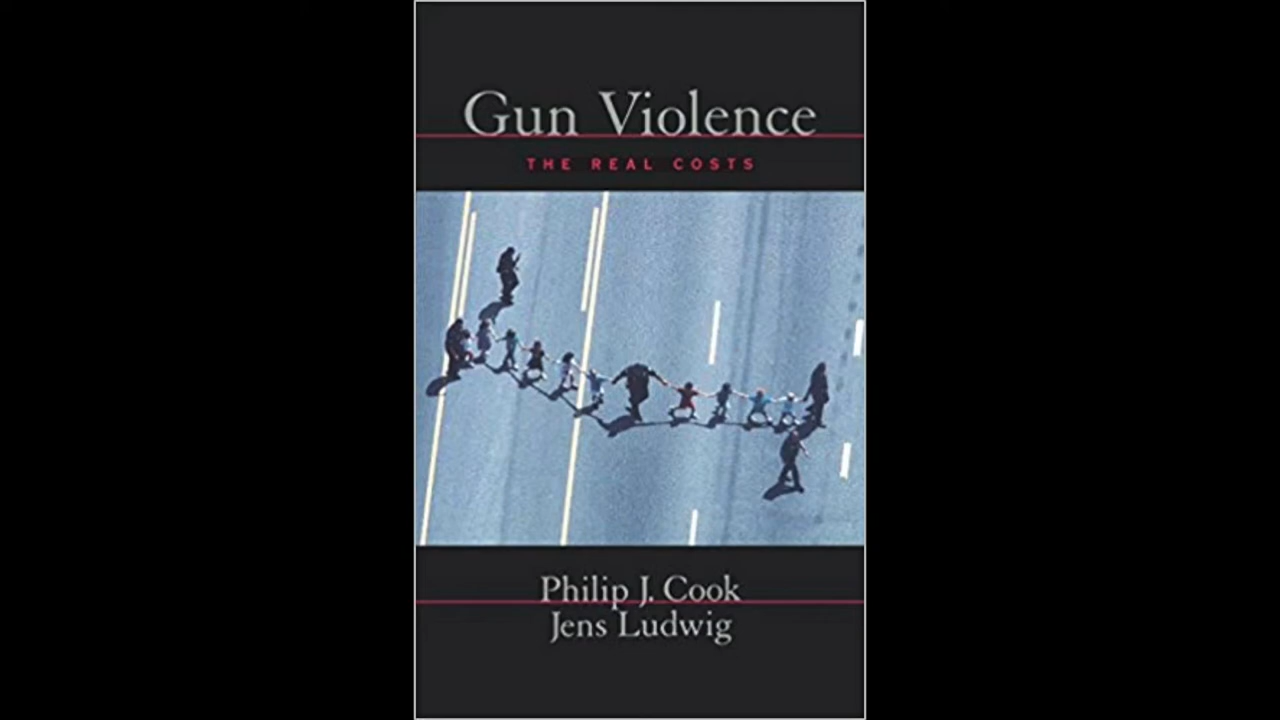 Gun Violence
THE REAL COSTS
Philip J. Cook
Jens Ludwig